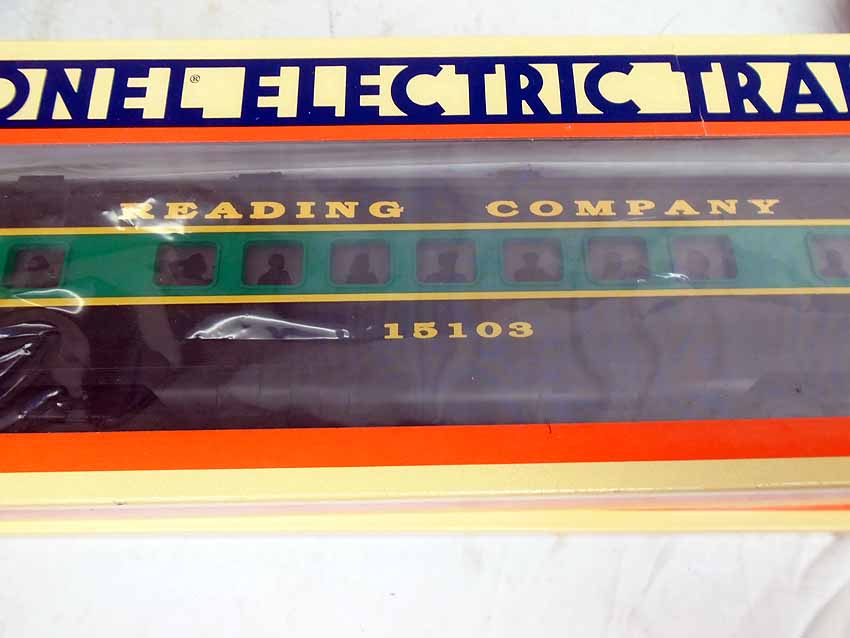 ONEL® ELECTRIC TRA
READING COMPANY
15103